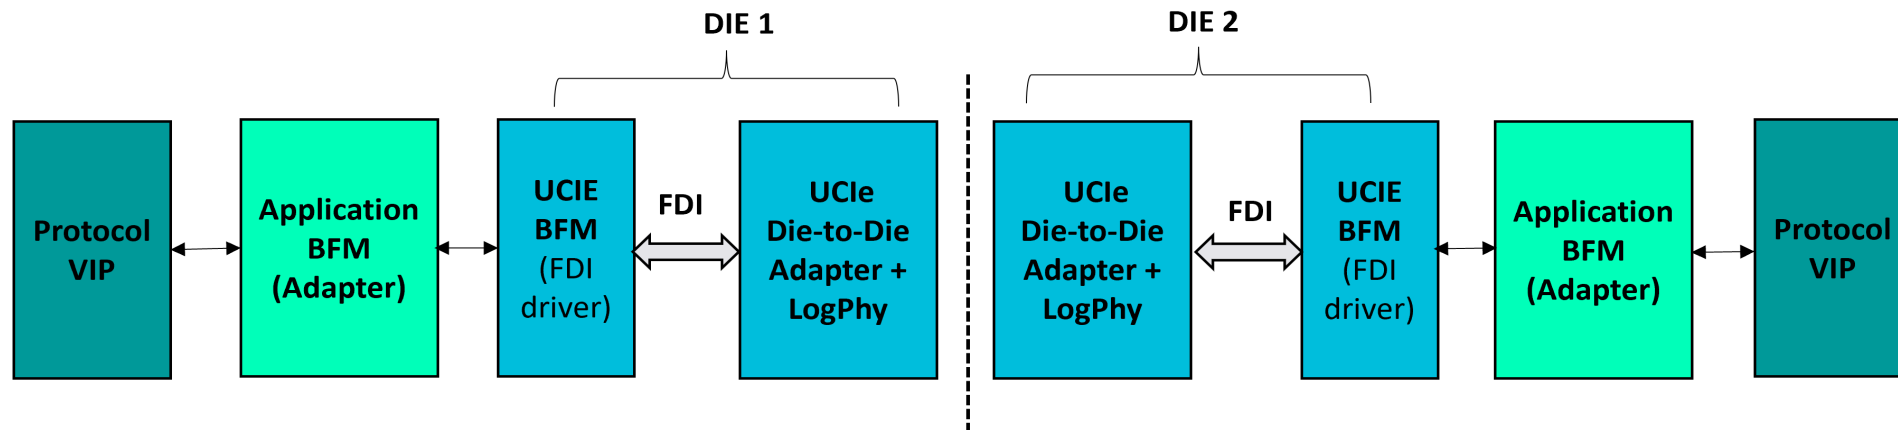 DIE 1
DIE 2
Protocol
VIP
Application
BFM
(Adapter)
UCIE
BFM
(FDI
driver)
FDI
UCIe
Die-to-Die
Adapter +
LogPhy
UCIe
Die-to-Die
Adapter +
LogPhy
FDI
UCIE
BFM
(FDI
driver)
Application
BFM
(Adapter)
Protocol
VIP